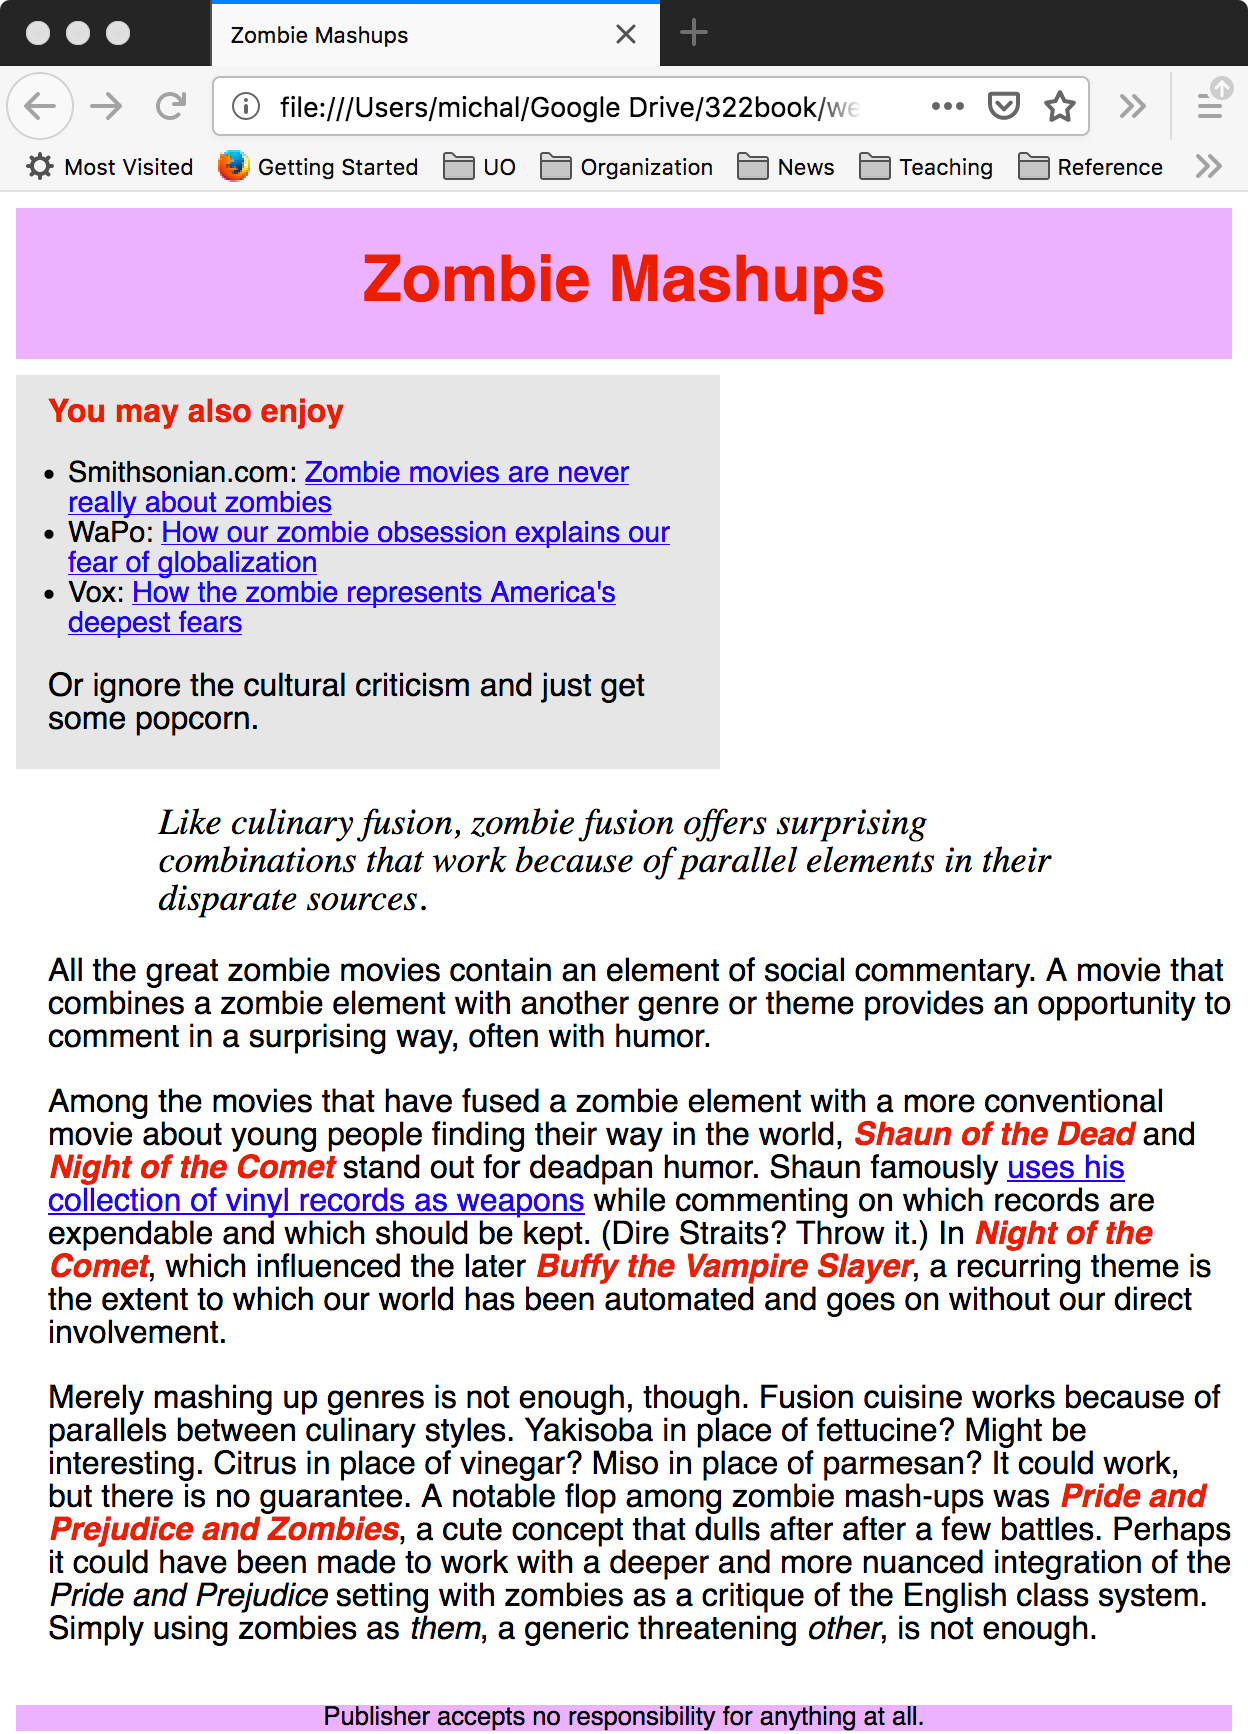 Zombie Mashups
file:///Users/michal/Google Drive/322book/we
Most Visited Getting Started UO Organization News Teaching Reference
Zombie Mashups
You may also enjoy
Smithsonian.com: Zombie movies are never
really about zombies
WaPo: How our zombie obsession explains our
fear of globalization
Vox: How the zombie represents America's
deepest fears
Or ignore the cultural criticism and just get
some popcorn.
Like culinary fusion, zombie fusion offers surprising
combinations that work because of parallel elements in their
disparate sources.
All the great zombie movies contain an element of social commentary. A movie that
combines a zombie element with another genre or theme provides an opportunity to
comment in a surprising way, often with humor.
Among the movies that have fused a zombie element with a more conventional
movie about young people finding their way in the world, Shaun of the Dead and
Night of the Comet stand out for deadpan humor. Shaun famously uses his
collection of vinyl records as weapons while commenting on which records are
expendable and which should be kept. (Dire Straits? Throw it.) In Night of the
Comet, which influenced the later Buffy the Vampire Slayer, a recurring theme is
the extent to which our world has been automated and goes on without our direct
involvement.
Merely mashing up genres is not enough, though. Fusion cuisine works because of
parallels between culinary styles. Yakisoba in place of fettucine? Might be
interesting. Citrus in place of vinegar? Miso in place of parmesan? It could work,
but there is no guarantee. A notable flop among zombie mash-ups was Pride and
Prejudice and Zombies, a cute concept that dulls after after a few battles. Perhaps
it could have been made to work with a deeper and more nuanced integration of the
Pride and Prejudice setting with zombies as a critique of the English class system.
Simply using zombies as them, a generic threatening other, is not enough.
Publisher accepts no responsibility for anything at all.